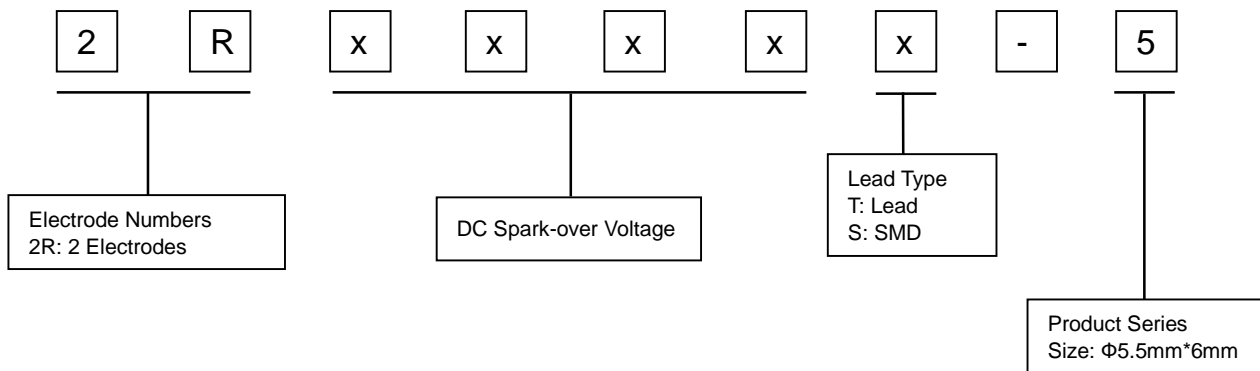 2 R x x x x x - 5
Electrode Numbers
2R: 2 Electrodes
DC Spark-over Voltage
Lead Type
T: Lead
S: SMD
Product Series
Size: Φ5.5mm*6mm